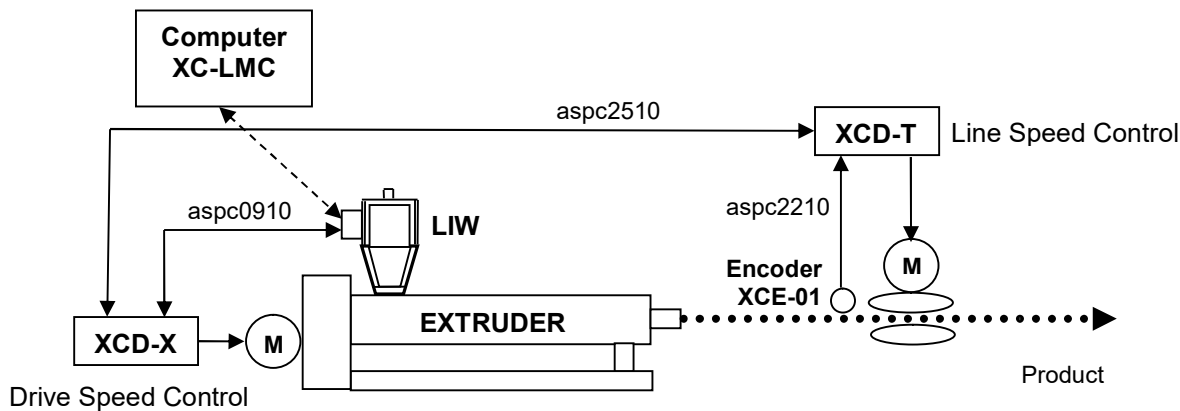 Computer
XC-LMC
aspc2510
XCD-T
Line Speed Control
aspc0910
LIW
aspc2210
M
Encoder
XCE-01
EXTRUDER
XCD-X
M
Product
Drive Speed Control